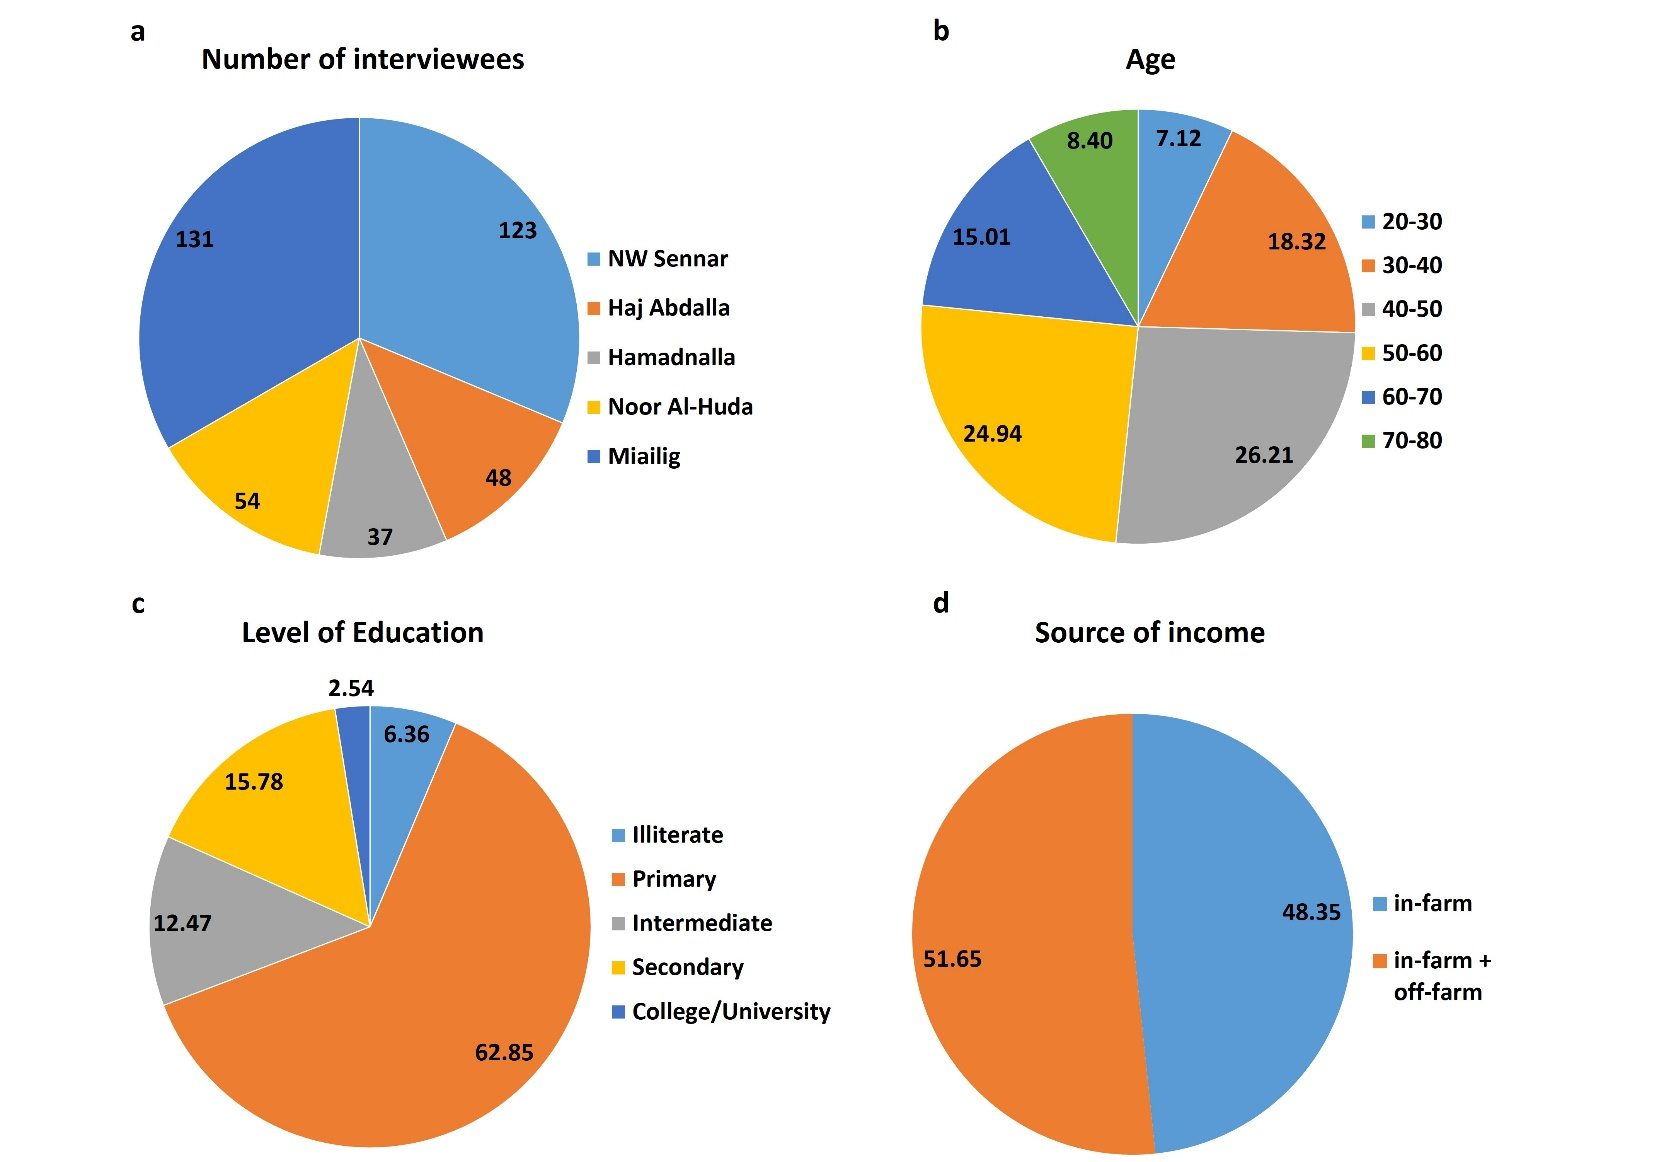 a
Number of interviewees
123
131
48
54
37
NW Sennar
Haj Abdalla
Hamadnalla
Noor Al-Huda
Miailig
b
Age
8.40
7.12
18.32
15.01
24.94
26.21
20-30
30-40
40-50
50-60
60-70
70-80
c
Level of Education
2.54
6.36
15.78
12.47
62.85
Illiterate
Primary
Intermediate
Secondary
College/University
d
Source of income
48.35
51.65
in-farm
in-farm +
off-farm